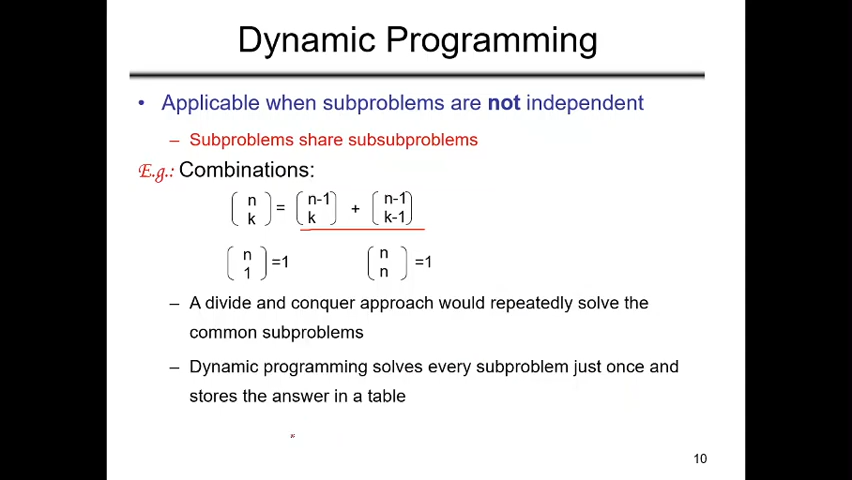 Dynamic Programming
• Applicable when subproblems are not independent
– Subproblems share subsubproblems
E.g.: Combinations:
n n-1 n-1
k = k + k-1
n n
1 =1 n =1
– A divide and conquer approach would repeatedly solve the
common subproblems
– Dynamic programming solves every subproblem just once and
stores the answer in a table
10